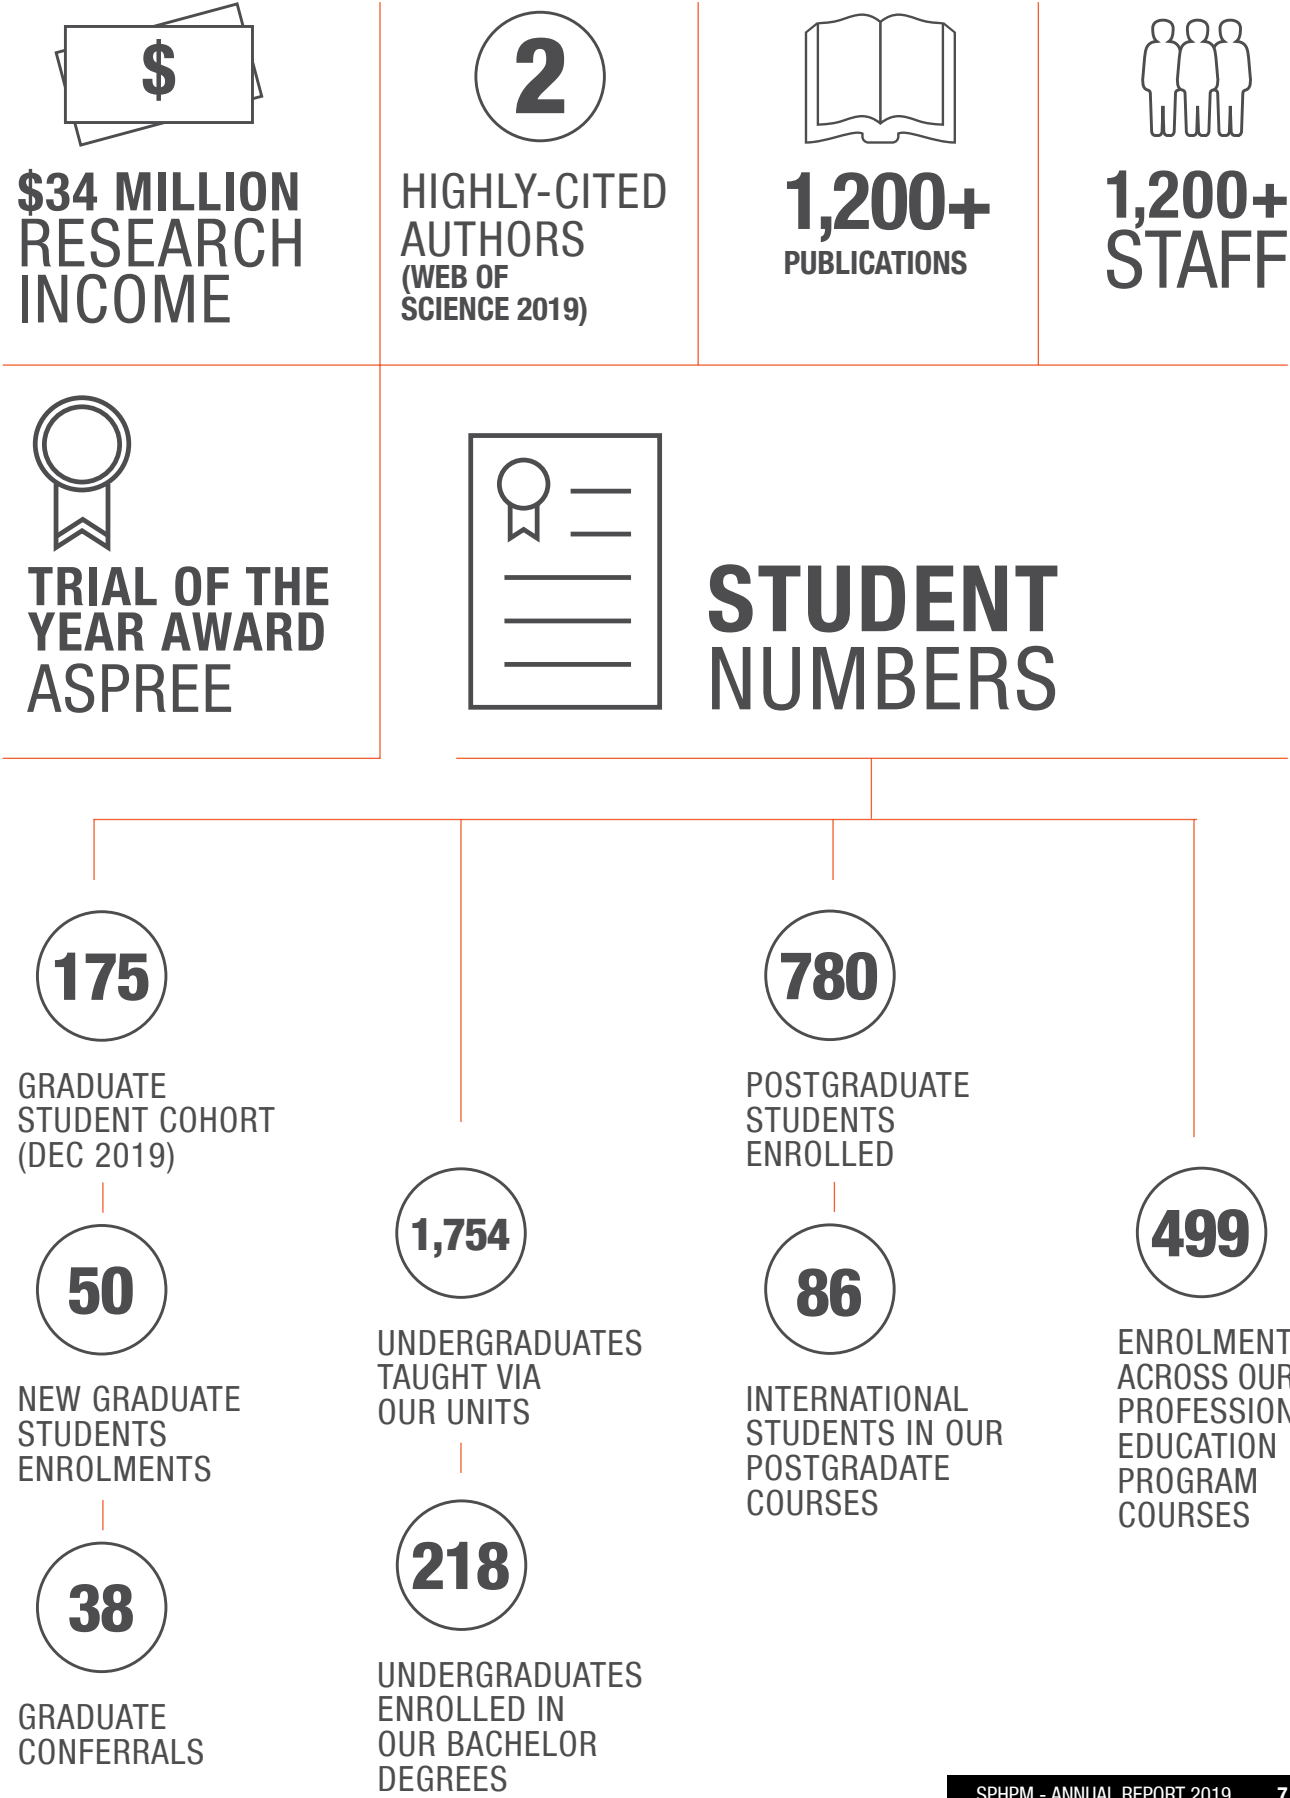 $
$34 MILLION
RESEARCH
INCOME
2
HIGHLY-CITED
AUTHORS
(WEB OF
SCIENCE 2019)
1,200+
PUBLICATIONS
1,200+
STAFF
TRIAL OF THE
YEAR AWARD
ASPREE
STUDENT
NUMBERS
175
GRADUATE
STUDENT COHORT
(DEC 2019)
50
NEW GRADUATE
STUDENTS
ENROLMENTS
38
GRADUATE
CONFERRALS
1,754
UNDERGRADUATES
TAUGHT VIA
OUR UNITS
218
UNDERGRADUATES
ENROLLED IN
OUR BACHELOR
DEGREES
780
POSTGRADUATE
STUDENTS
ENROLLED
86
INTERNATIONAL
STUDENTS IN OUR
POSTGRADATE
COURSES
499
ENROLMENT
ACROSS OUR
PROFESSION
EDUCATION
PROGRAM
COURSES
SPHPM - ANNUAL REPORT 2019 7